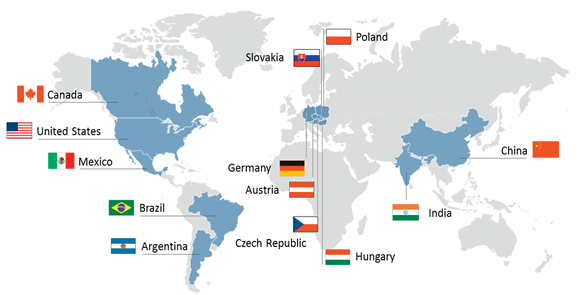 Poland
Slovakia
Canada
United States
Mexico
China
Germany
Austria
Brazil
India
Argentina
Czech Republic
Hungary